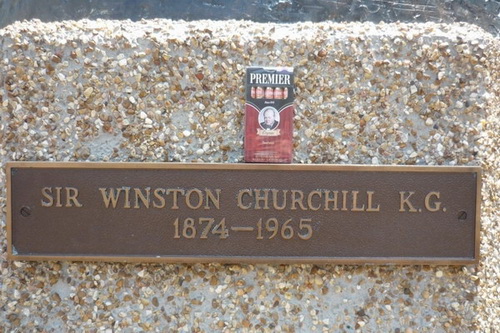 PREMIER
SIR WINSTON CHURCHILL K.G.
1874-1965